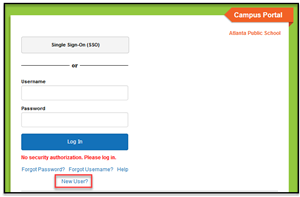 Campus Portal
Atlanta Public School
Single Sign-On (SSO)
or
Username
Password
Log In
No security authorization. Please log in.
Forgot Password? Forgot Username? Help
New User?